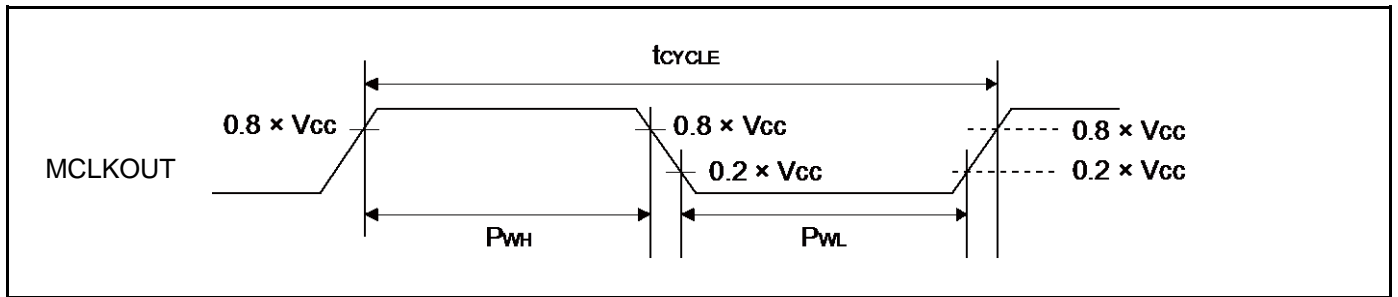 tCYCLE
0.8 × Vcc
0.8 × Vcc
0.8 × Vcc
MCLKOUT
0.2 × Vcc
0.2 × Vcc
PWH
PWL